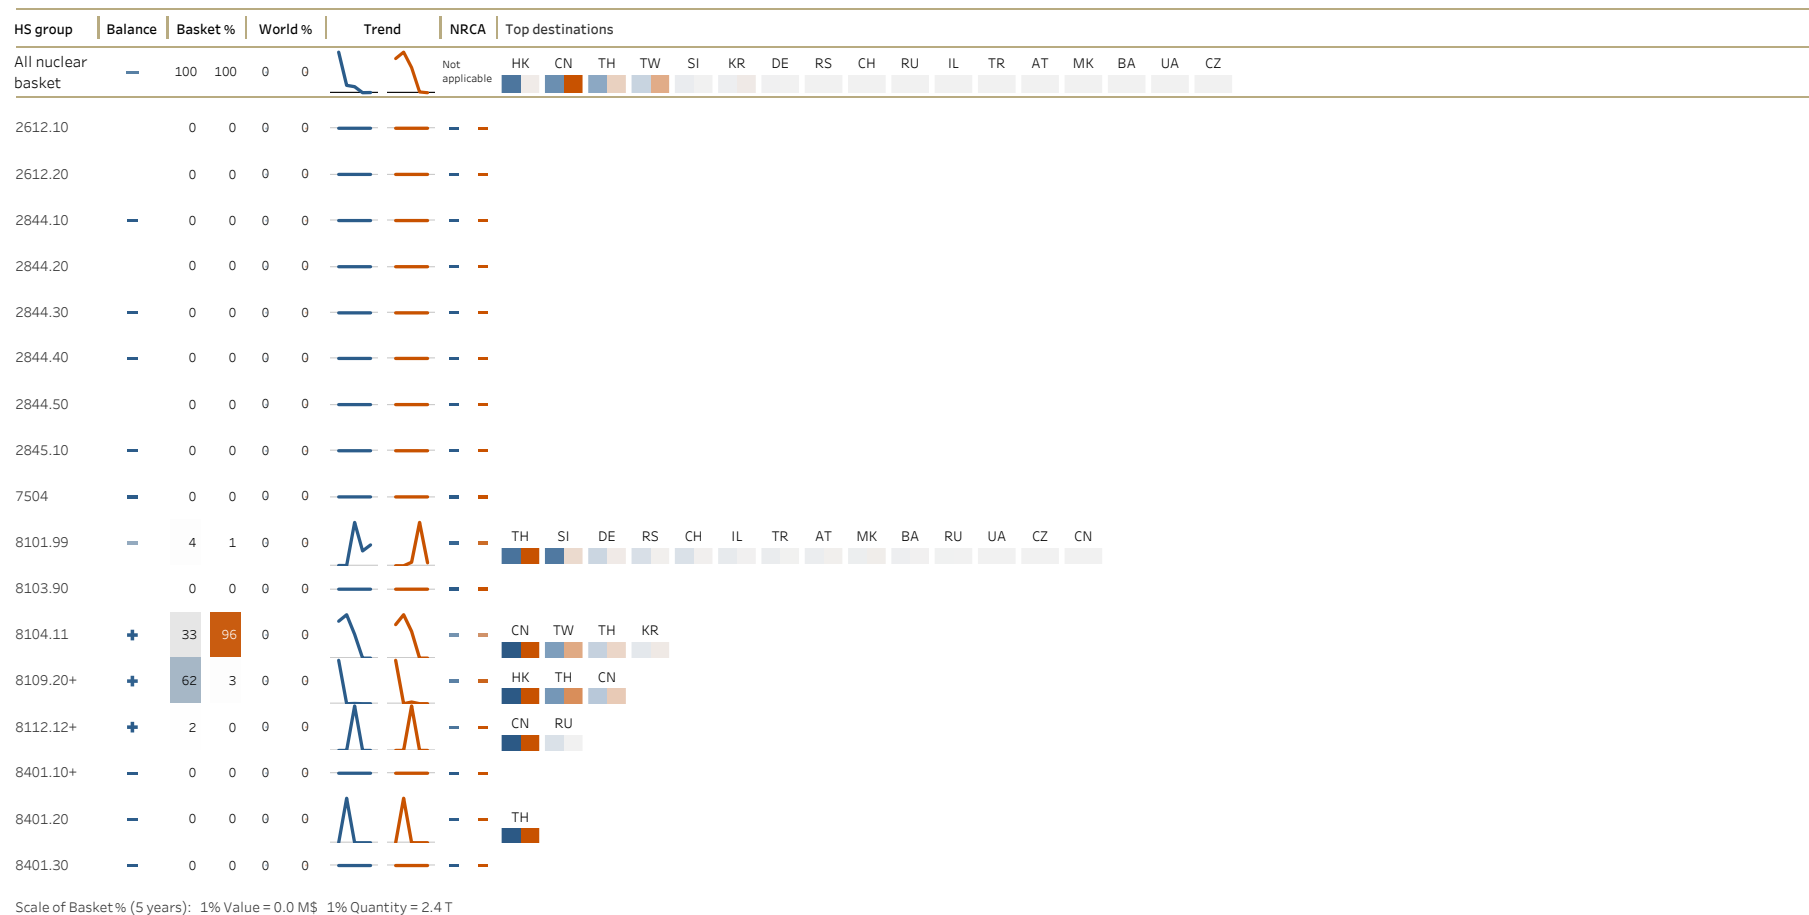 HS group Balance Basket % World % Trend NRCA Top destinations
All nuclear basket 100 100 0 0 Not applicable HK CN TH TW SI KR DE RS CH RU IL TR AT MK BA UA CZ
2612.10 0 0 0 0
2612.20 0 0 0 0
2844.10 0 0 0 0
2844.20 0 0 0 0
2844.30 0 0 0 0
2844.40 0 0 0 0
2844.50 0 0 0 0
2845.10 0 0 0 0
7504 0 0 0 0
8101.99 4 1 0 0 TH SI DE RS CH IL TR AT MK BA RU UA CZ CN
8103.90 0 0 0 0
8104.11 33 96 0 0 CN TW TH KR
8109.20+ 62 3 0 0 HK TH CN
8112.12+ 2 0 0 0 CN RU
8401.10+ 0 0 0 0
8401.20 0 0 0 0 TH
8401.30 0 0 0 0
Scale of Basket% (5 years): 1% Value = 0.0 M$ 1% Quantity = 2.4 T